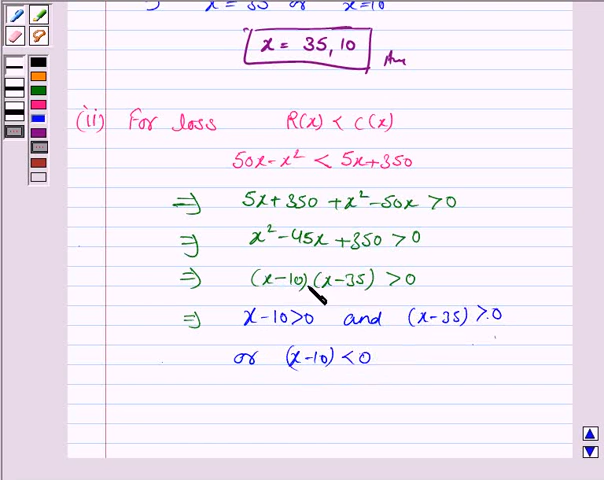 x = 35 or x=10
x = 35, 10 Ans
(ii) For loss R(x) < C(x)
50x - x² < 5x+350
⇒ 5x+350 + x² - 50x > 0
⇒ x² - 45x + 350 > 0
⇒ (x-10)(x-35) > 0
⇒ x-10>0 and (x-35) > 0
or (x-10) < 0